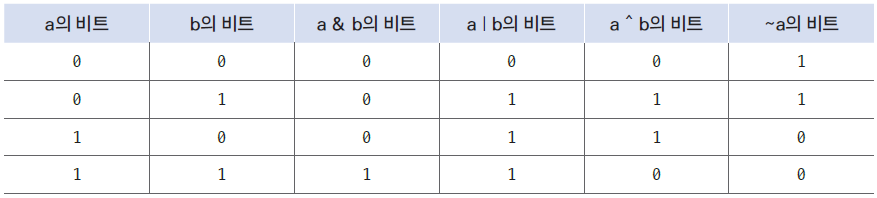 a의 비트 b의 비트 a & b의 비트 a | b의 비트 a ^ b의 비트 ~a의 비트
0 0 0 0 0 1
0 1 0 1 1 1
1 0 0 1 1 0
1 1 1 1 0 0